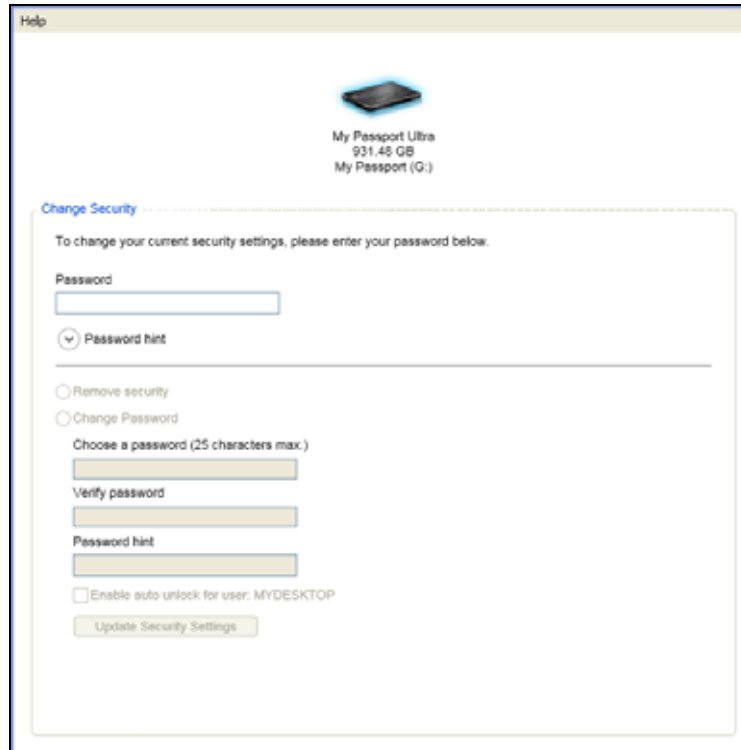 Help
My Passport Ultra
931.48 GB
My Passport (G:)
Change Security
To change your current security settings, please enter your password below.
Password
Password hint
Remove security
Change Password
Choose a password (25 characters max.)
Verify password
Password hint
Enable auto unlock for user: MYDESKTOP
Update Security Settings